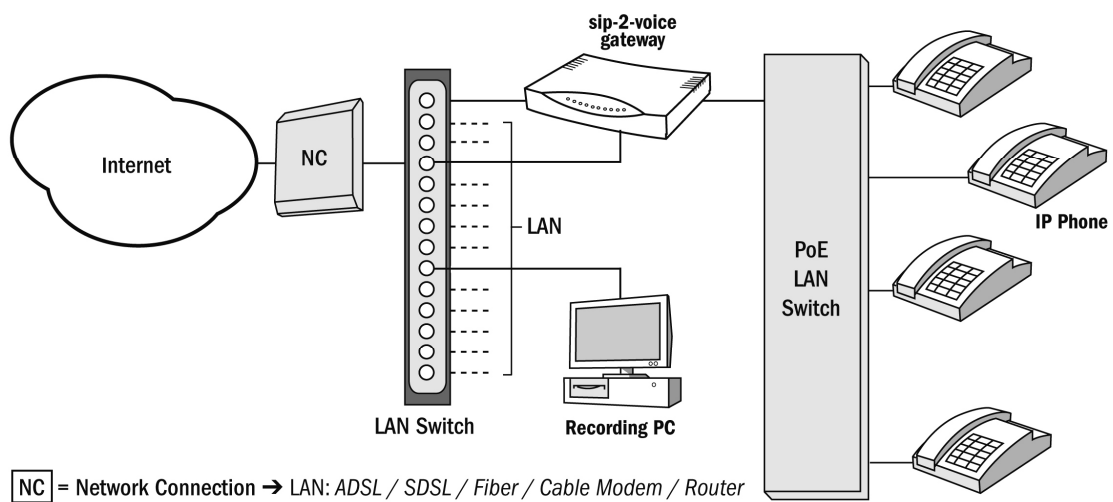 sip-2-voice
gateway
Internet
NC
LAN
IP Phone
PoE
LAN
Switch
LAN Switch
Recording PC
NC = Network Connection ➔ LAN: ADSL / SDSL / Fiber / Cable Modem / Router